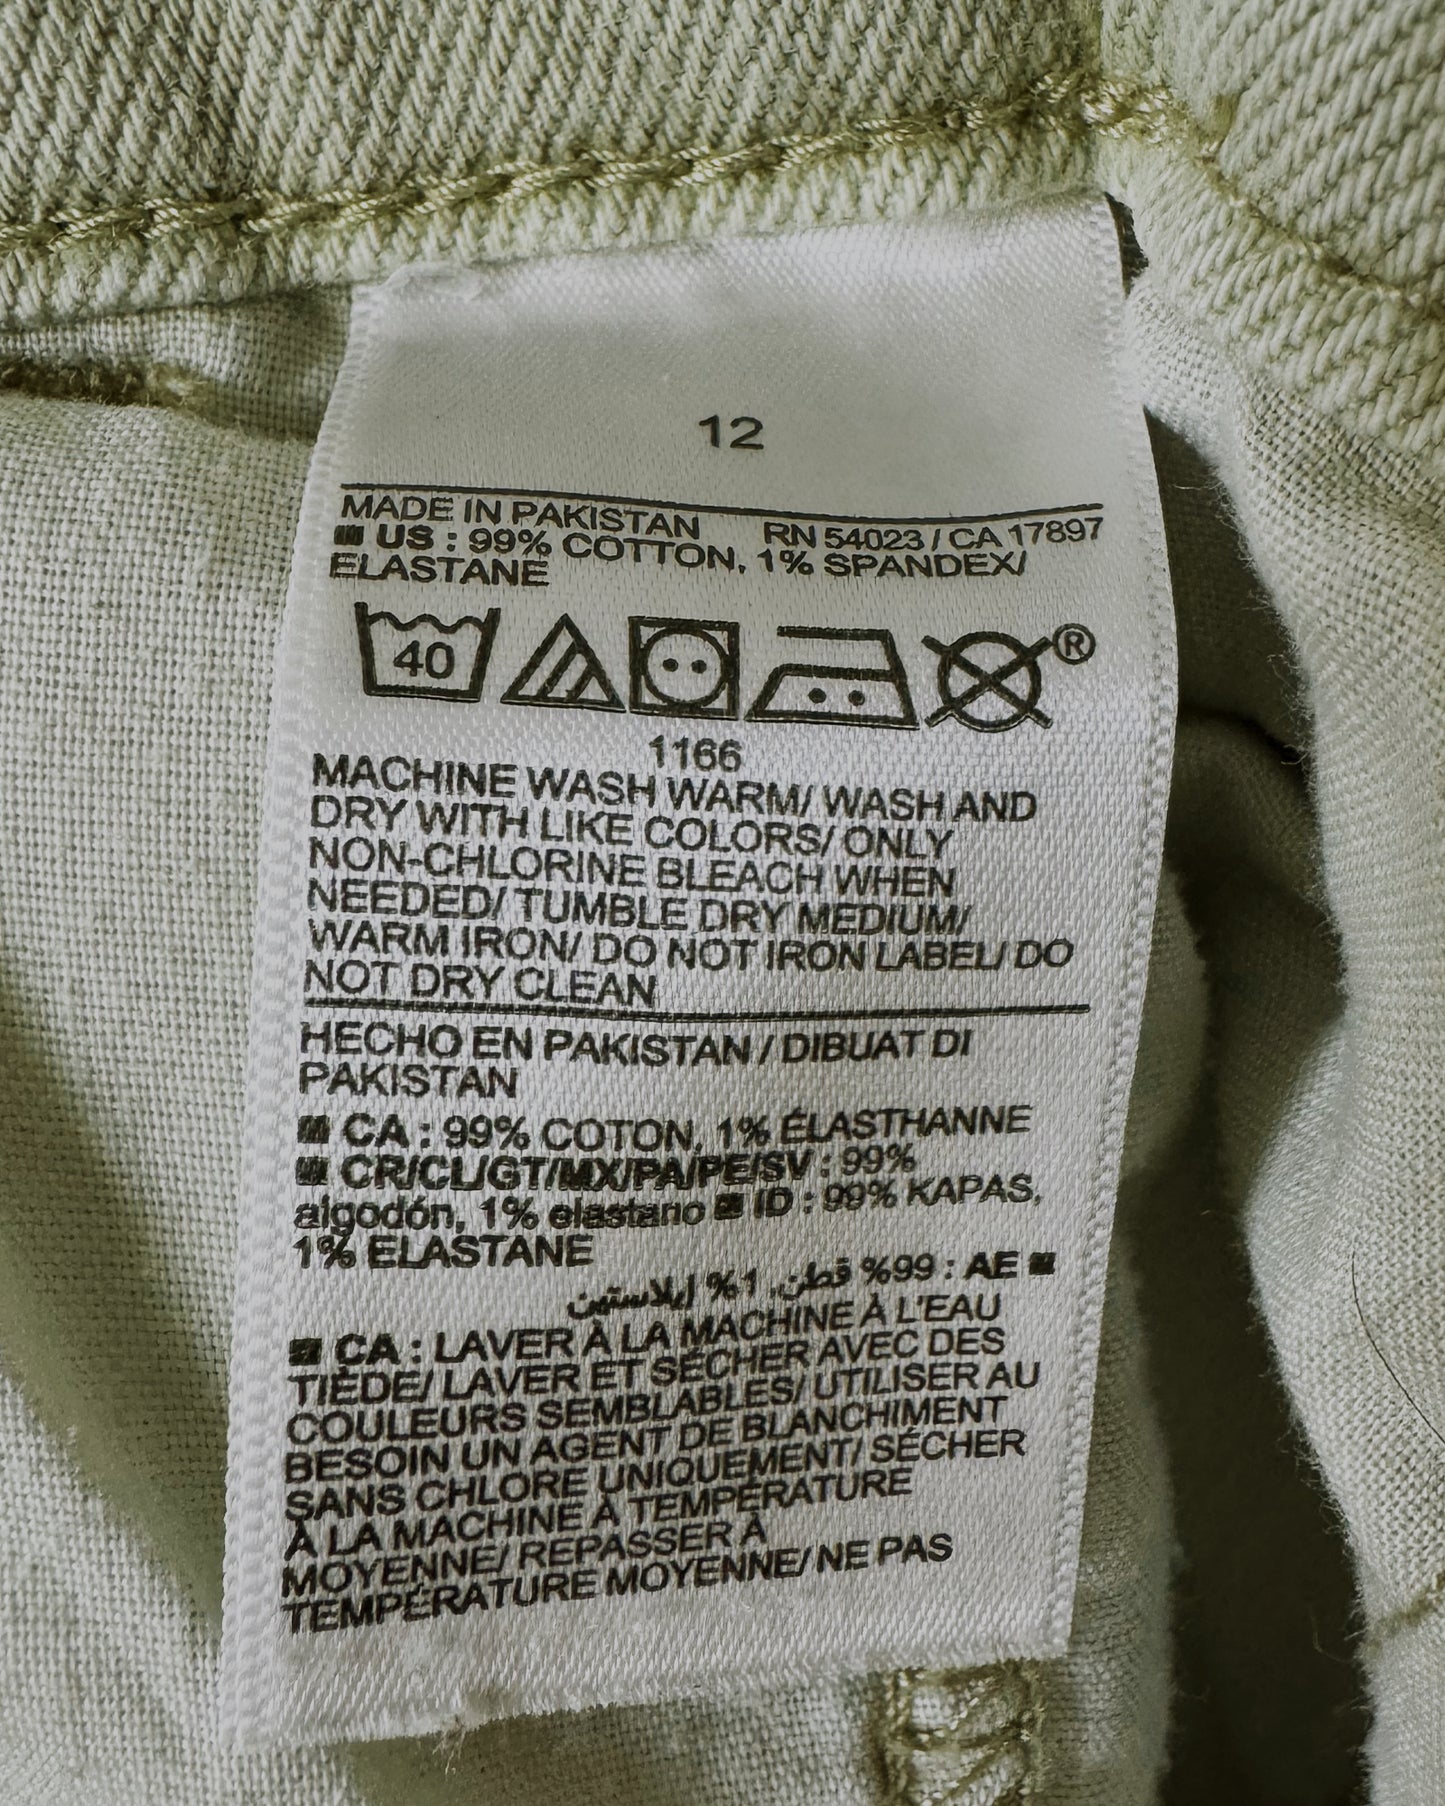 12
MADE IN PAKISTAN RN 54023 / CA 17897
US : 99% COTTON, 1% SPANDEX/
ELASTANE
40 ®
1166
MACHINE WASH WARM/ WASH AND
DRY WITH LIKE COLORS/ ONLY
NON-CHLORINE BLEACH WHEN
NEEDED/ TUMBLE DRY MEDIUM/
WARM IRON/ DO NOT IRON LABEL/ DO
NOT DRY CLEAN
HECHO EN PAKISTAN / DIBUAT DI
PAKISTAN
CA : 99% COTON, 1% ÉLASTHANNE
CR/CL/GT/MX/PA/PE/SV : 99%
algodón, 1% elastano ID : 99% KAPAS,
1% ELASTANE
AE : 99% قطن, 1% إيلاستين
CA : LAVER À LA MACHINE À L'EAU
TIÈDE/ LAVER ET SÉCHER AVEC DES
COULEURS SEMBLABLES/ UTILISER AU
BESOIN UN AGENT DE BLANCHIMENT
SANS CHLORE UNIQUEMENT/ SÉCHER
À LA MACHINE À TEMPÉRATURE
MOYENNE/ REPASSER À
TEMPÉRATURE MOYENNE/ NE PAS